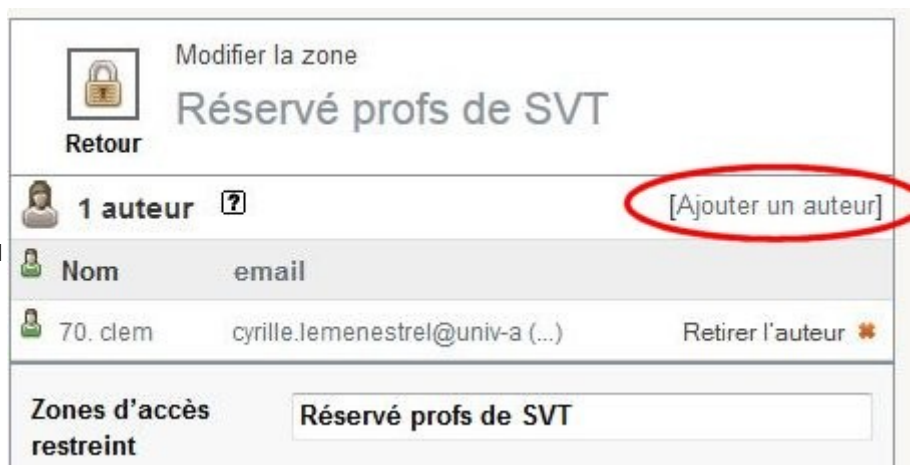 Modifier la zone
Réservé profs de SVT
Retour
1 auteur ?
[Ajouter un auteur]
Nom email
70. clem cyrille.lemenestrel@univ-a (...) Retirer l'auteur
Zones d'accès restreint
Réservé profs de SVT